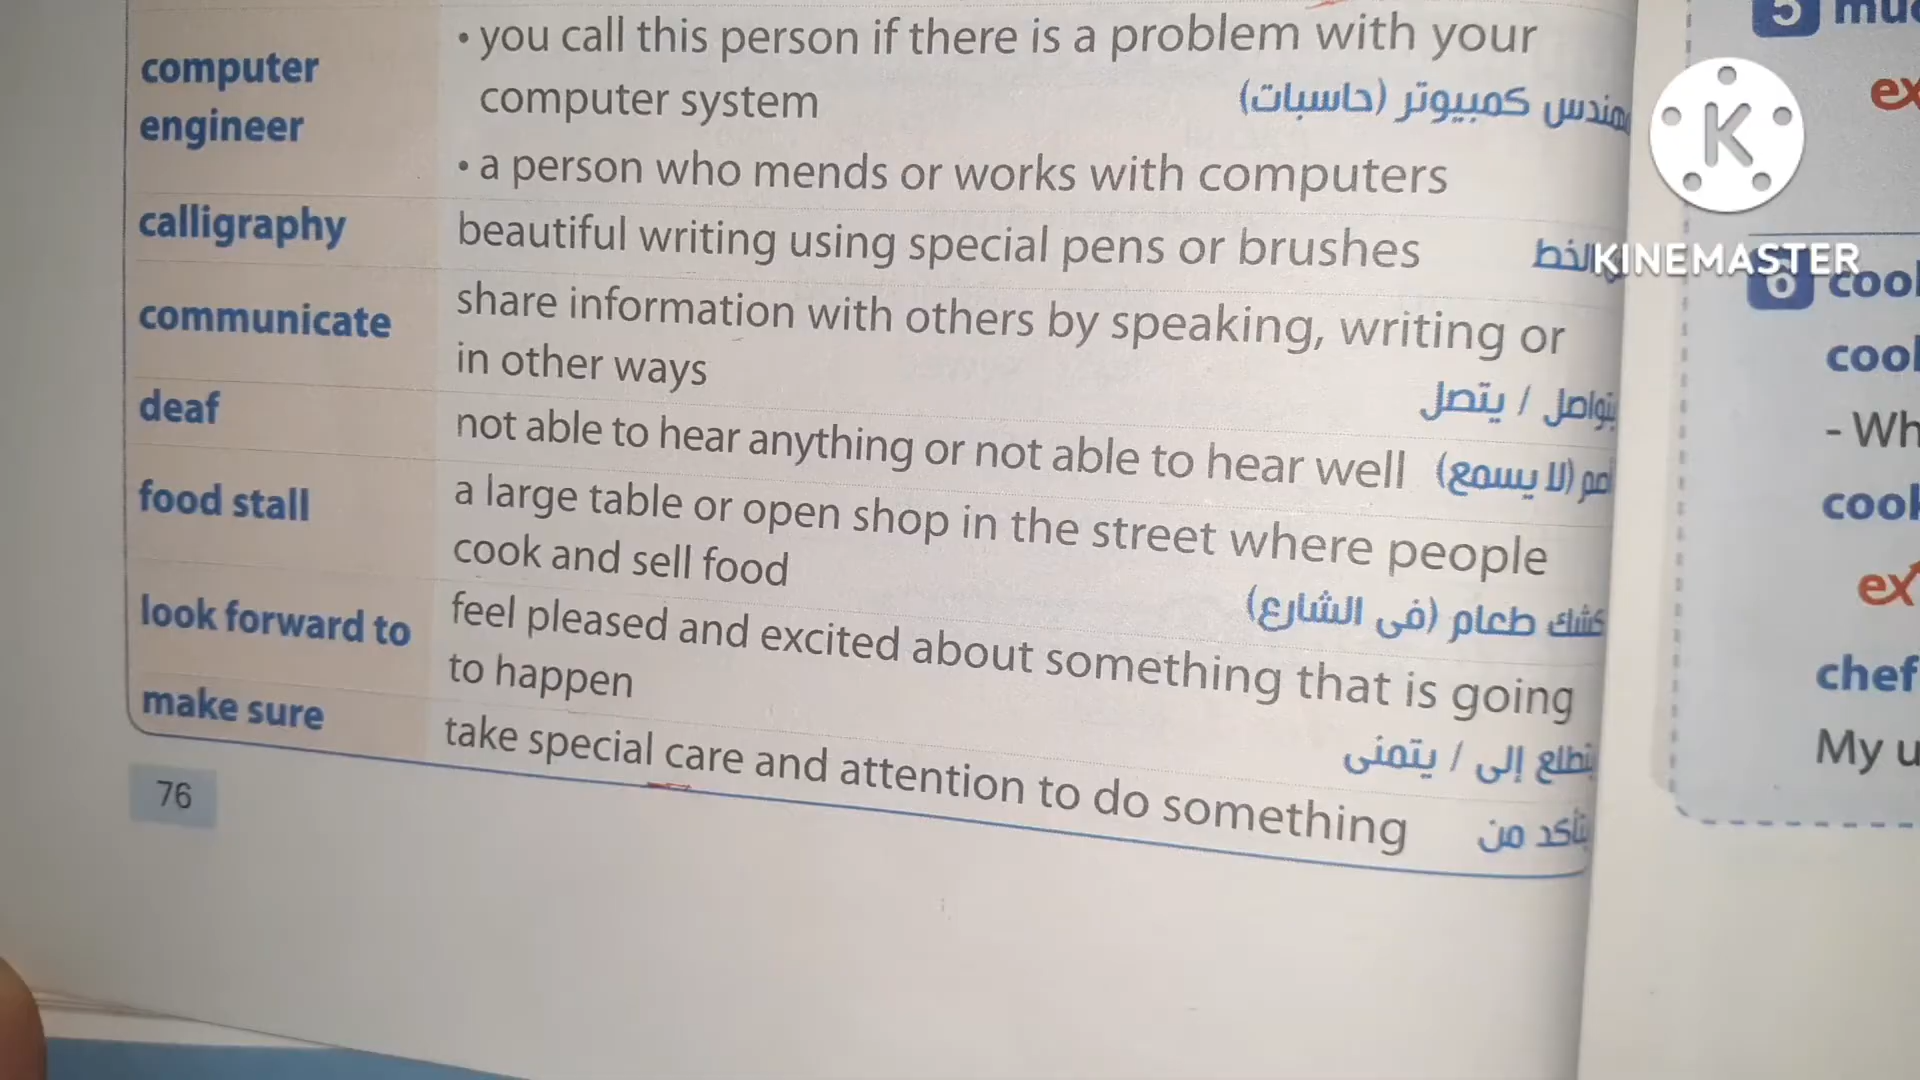 computer
engineer
• you call this person if there is a problem with your
computer system
مهندس كمبيوتر (حاسبات)
• a person who mends or works with computers
calligraphy
beautiful writing using special pens or brushes
communicate
share information with others by speaking, writing or
in other ways
يتواصل / يتصل
deaf
not able to hear anything or not able to hear well
(لا يسمع)
food stall
a large table or open shop in the street where people
cook and sell food
كشك طعام (فى الشارع)
look forward to
feel pleased and excited about something that is going
to happen
يتطلع إلى / يتمنى
make sure
take special care and attention to do something
يتأكد من
76
5
ex
KINEMASTER
6
- Wh
ex
chef
My